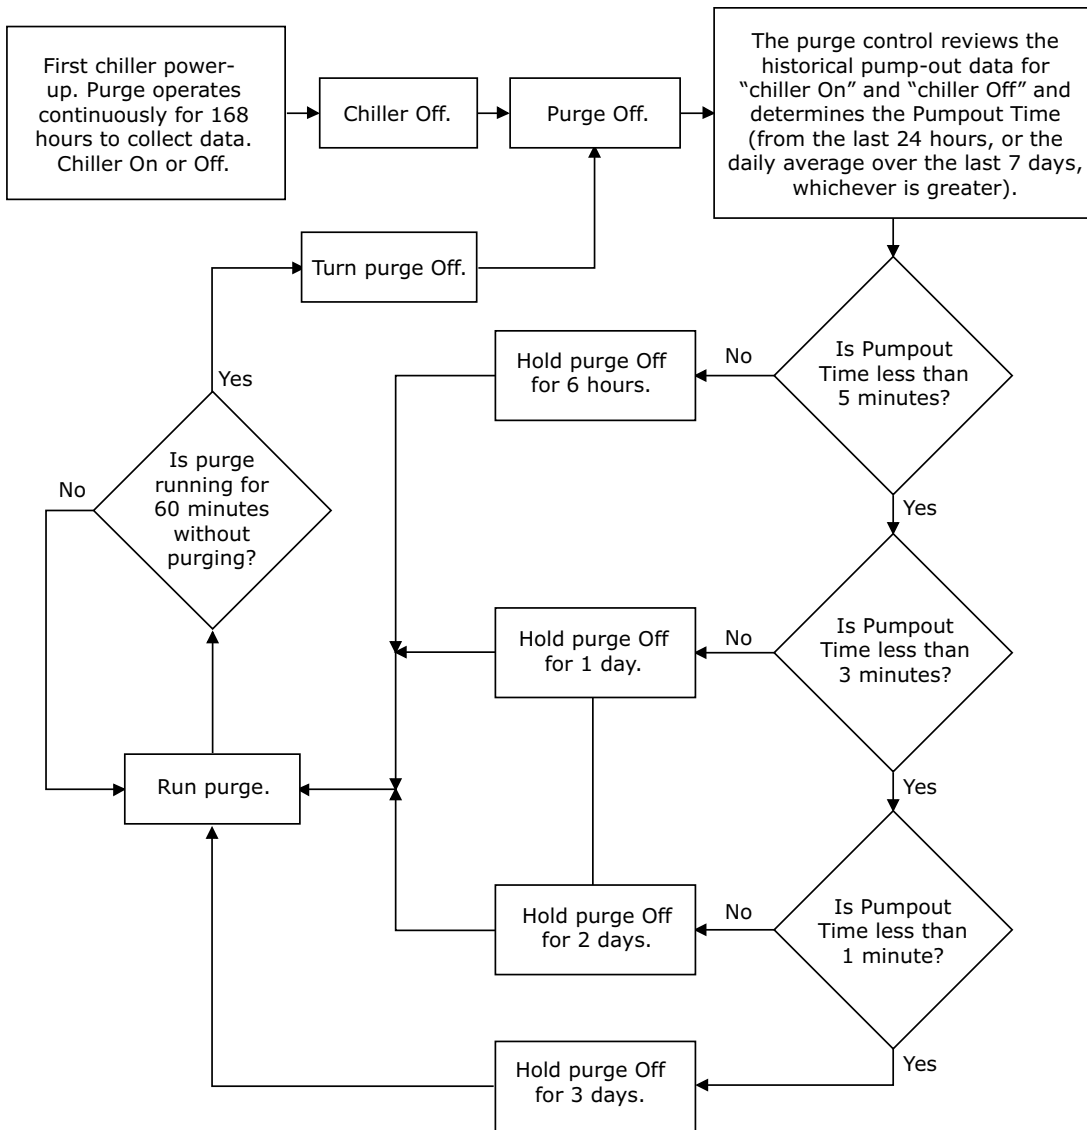 First chiller power-
up. Purge operates
continuously for 168
hours to collect data.
Chiller On or Off.
Chiller Off.
Purge Off.
The purge control reviews the
historical pump-out data for
“chiller On” and “chiller Off” and
determines the Pumpout Time
(from the last 24 hours, or the
daily average over the last 7 days,
whichever is greater).
Turn purge Off.
Is Pumpout
Time less than
5 minutes?
No
Hold purge Off
for 6 hours.
Yes
Yes
Is purge
running for
60 minutes
without
purging?
No
Is Pumpout
Time less than
3 minutes?
No
Hold purge Off
for 1 day.
Yes
Run purge.
Is Pumpout
Time less than
1 minute?
No
Hold purge Off
for 2 days.
Yes
Hold purge Off
for 3 days.